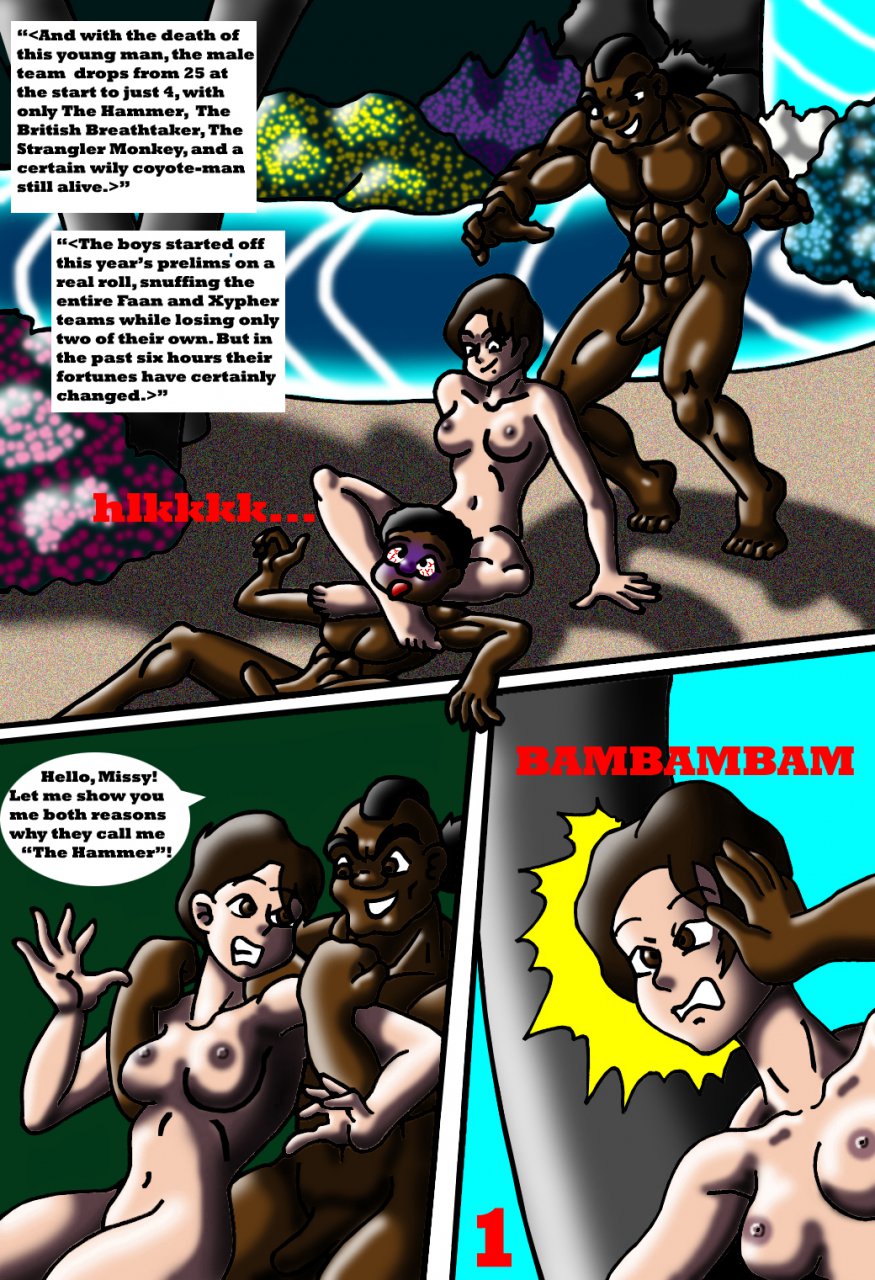 “<And with the death of
this young man, the male
team drops from 25 at
the start to just 4, with
only The Hammer, The
British Breathtaker, The
Strangler Monkey, and a
certain wily coyote-man
still alive.>”
“<The boys started off
this year’s prelims on a
real roll, snuffing the
entire Faan and Xypher
teams while losing only
two of their own. But in
the past six hours their
fortunes have certainly
changed.>”
hlkkkk...
Hello, Missy!
Let me show you
me both reasons
why they call me
“The Hammer”!
BAMBAMBAM
1